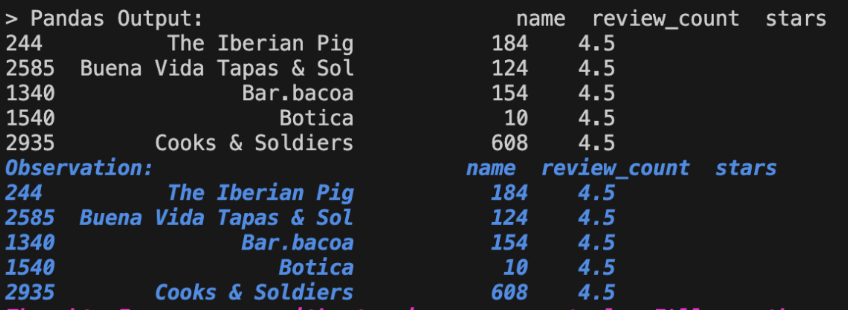 > Pandas Output:                         name  review_count  stars
244          The Iberian Pig           184    4.5
2585  Buena Vida Tapas & Sol           124    4.5
1340               Bar.bacoa           154    4.5
1540                  Botica            10    4.5
2935        Cooks & Soldiers           608    4.5
Observation:                         name  review_count  stars
244          The Iberian Pig           184    4.5
2585  Buena Vida Tapas & Sol           124    4.5
1340               Bar.bacoa           154    4.5
1540                  Botica            10    4.5
2935        Cooks & Soldiers           608    4.5